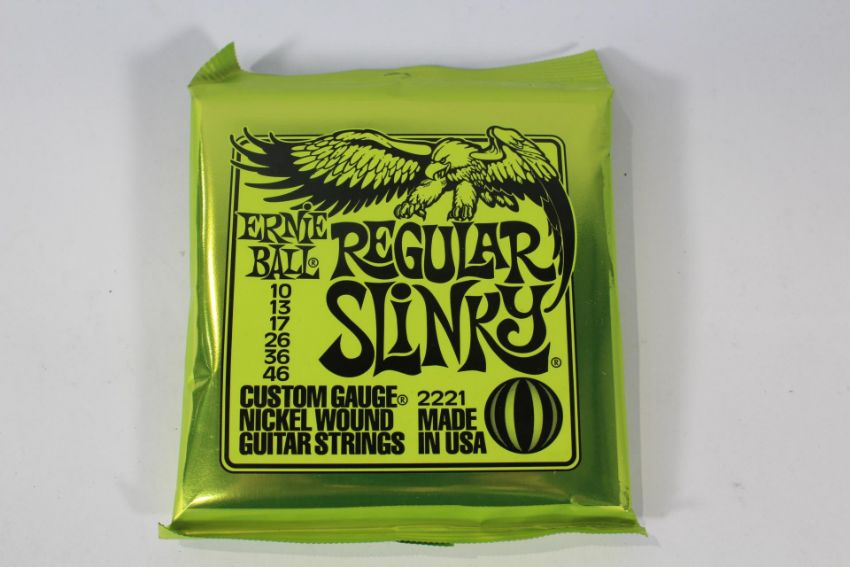 ERNIE
BALL®
REGULAR
SLINKY®
10
13
17
26
36
46
CUSTOM GAUGE®
NICKEL WOUND
GUITAR STRINGS
2221
MADE
IN USA